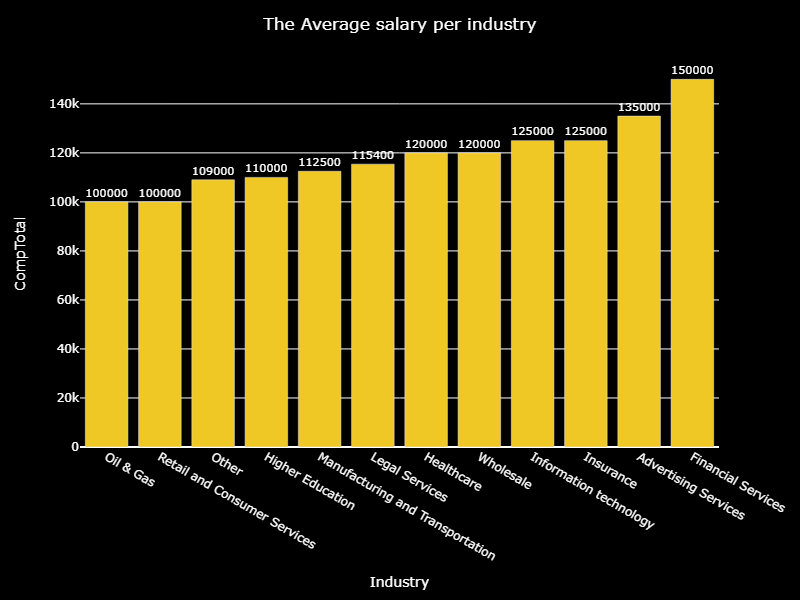 The Average salary per industry
150000
135000
125000
125000
120000
120000
115400
112500
110000
109000
100000
100000
140k
120k
100k
80k
60k
40k
20k
0
CompTotal
Oil & Gas
Retail and Consumer Services
Other
Higher Education
Manufacturing and Transportation
Legal Services
Healthcare
Wholesale
Information technology
Insurance
Advertising Services
Financial Services
Industry